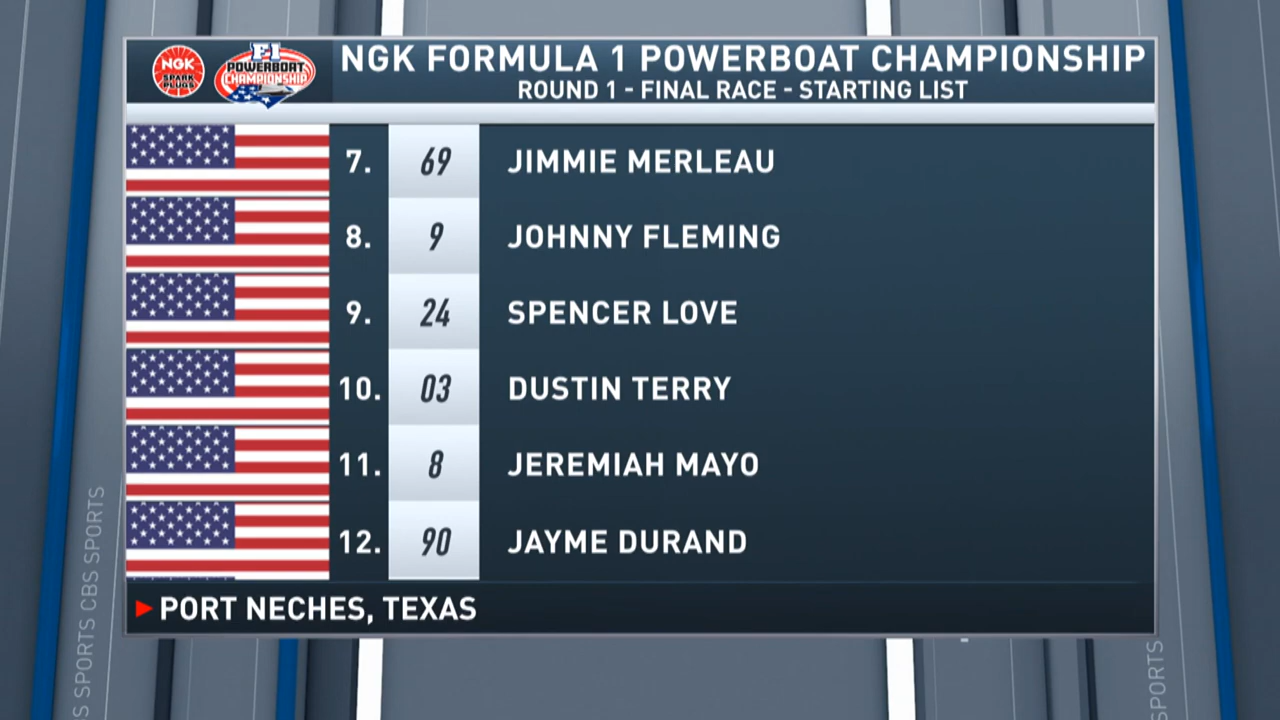 NGK
SPARK
PLUGS
F1
POWERBOAT
CHAMPIONSHIP
NGK FORMULA 1 POWERBOAT CHAMPIONSHIP
ROUND 1 - FINAL RACE - STARTING LIST
7. 69 JIMMIE MERLEAU
8. 9 JOHNNY FLEMING
9. 24 SPENCER LOVE
10. 03 DUSTIN TERRY
11. 8 JEREMIAH MAYO
12. 90 JAYME DURAND
PORT NECHES, TEXAS
S SPORTS CBS SPORTS
SPORTS